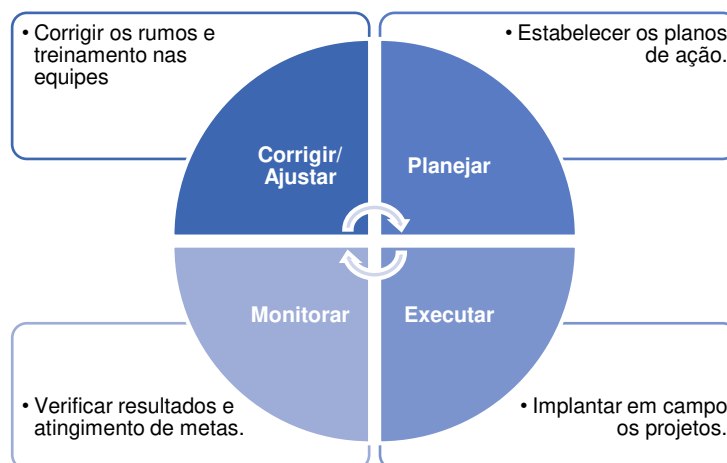 • Corrigir os rumos e
treinamento nas
equipes
• Estabelecer os planos
de ação.
Corrigir/
Ajustar
Planejar
Monitorar
Executar
• Verificar resultados e
atingimento de metas.
• Implantar em campo
os projetos.